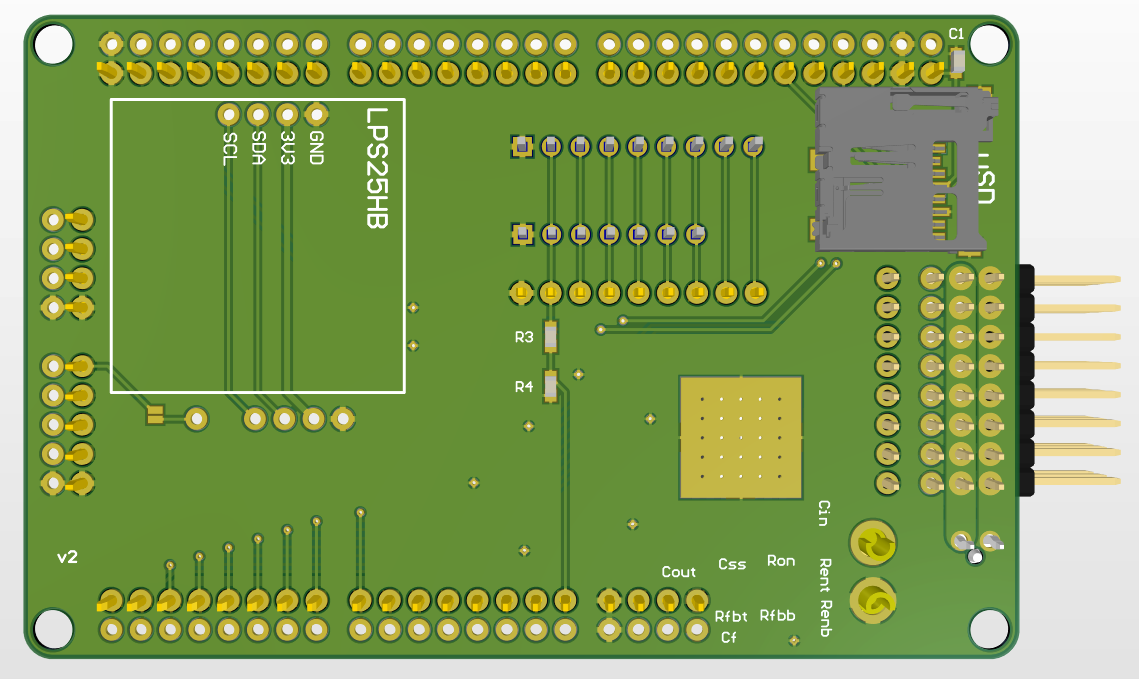 C1
LPS25HB
SCL
SDA
3V3
GND
USD
R3
R4
Cin
v2
Cout
Css
Ron
Rent
Renb
Rfbt
Rfbb
Cf